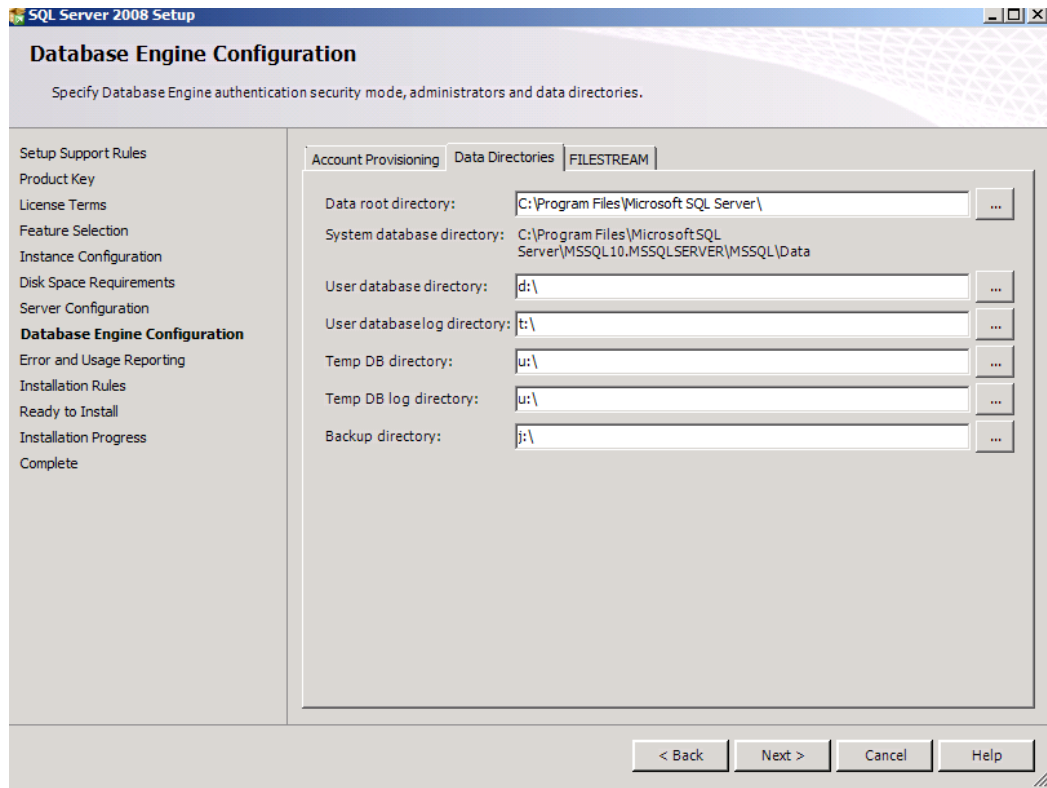 SQL Server 2008 Setup
Database Engine Configuration
Specify Database Engine authentication security mode, administrators and data directories.
Setup Support Rules
Product Key
License Terms
Feature Selection
Instance Configuration
Disk Space Requirements
Server Configuration
Database Engine Configuration
Error and Usage Reporting
Installation Rules
Ready to Install
Installation Progress
Complete
Account Provisioning Data Directories FILESTREAM
Data root directory: C:\Program Files\Microsoft SQL Server\ ...
System database directory: C:\Program Files\MicrosoftSQL
Server\MSSQL10.MSSQLSERVER\MSSQL\Data
User database directory: d:\ ...
User databaselog directory: t:\ ...
Temp DB directory: u:\ ...
Temp DB log directory: u:\ ...
Backup directory: j:\ ...
< Back Next > Cancel Help